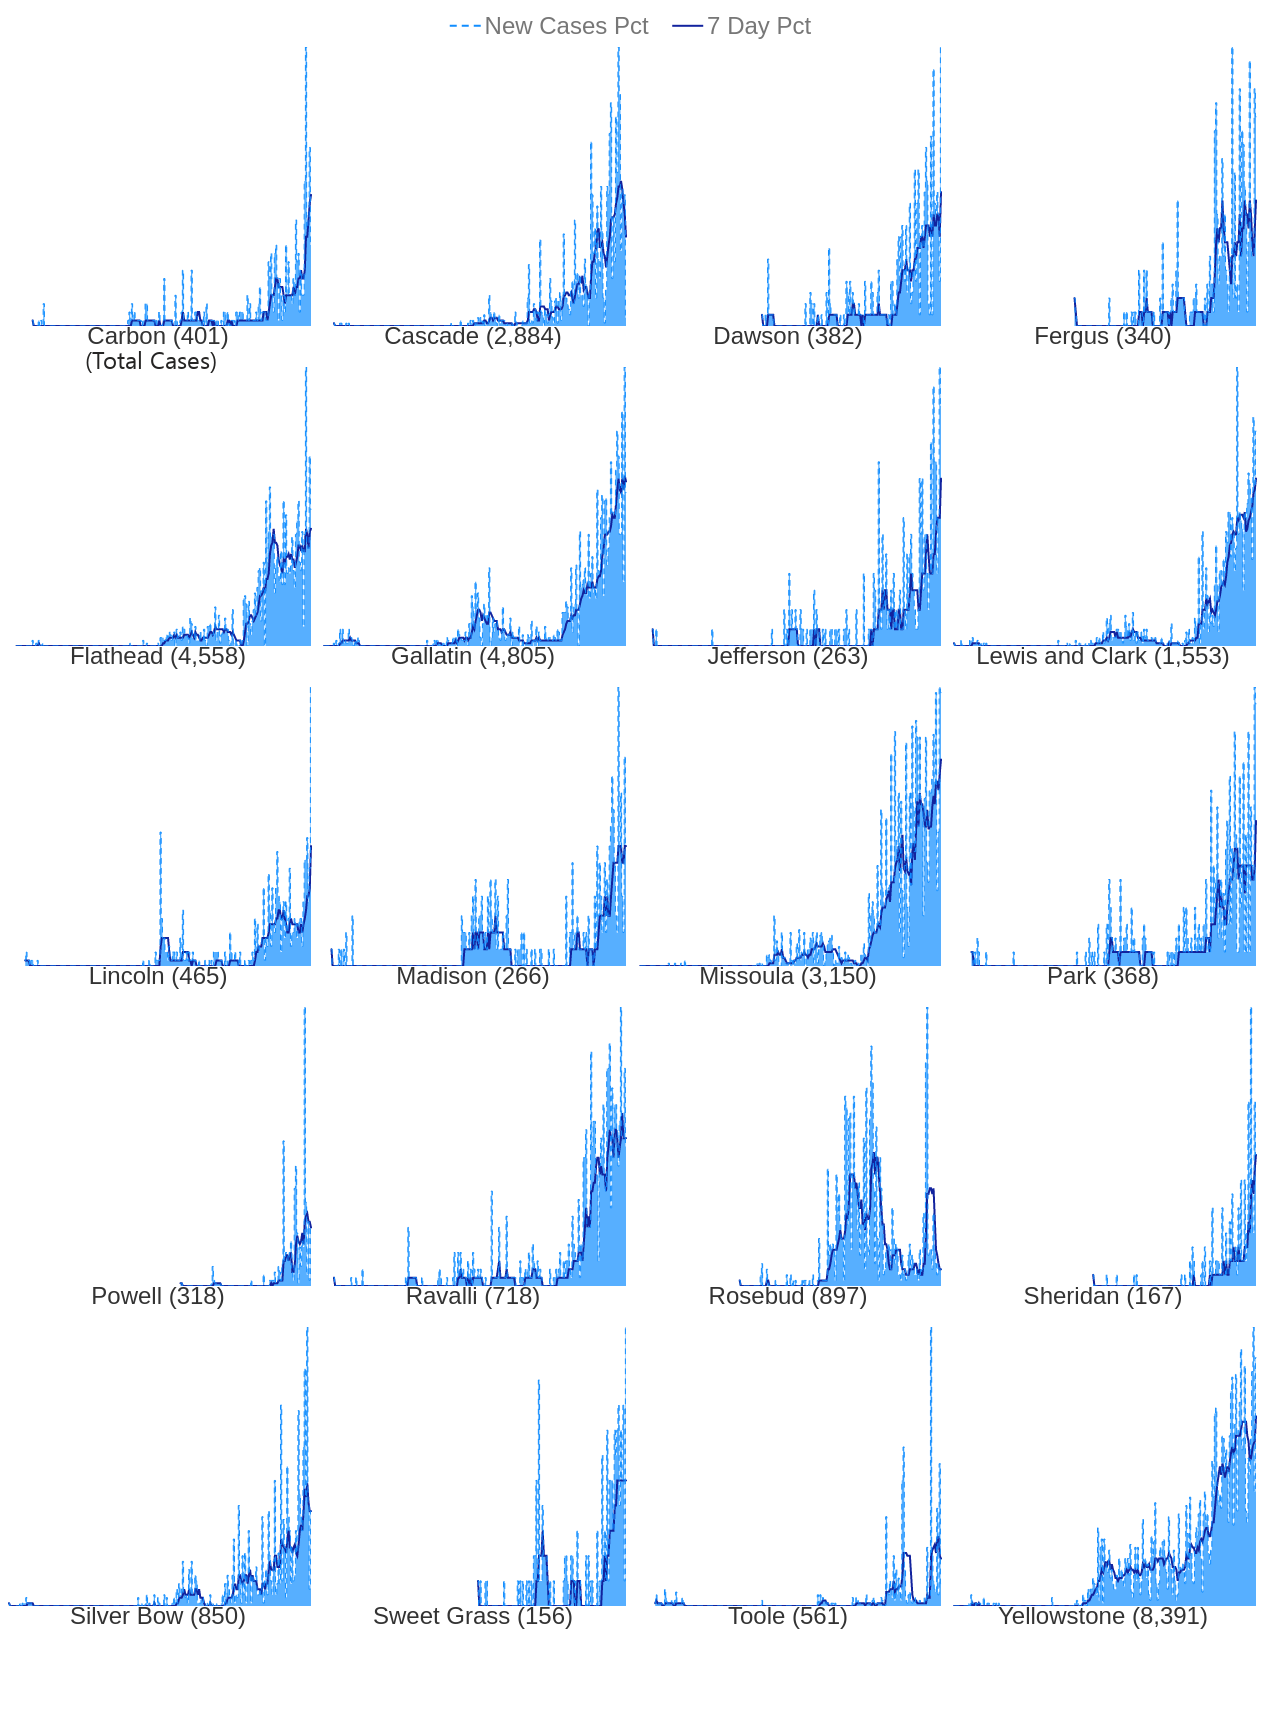 New Cases Pct 7 Day Pct
Carbon (401) Cascade (2,884) Dawson (382) Fergus (340)
(Total Cases)
Flathead (4,558) Gallatin (4,805) Jefferson (263) Lewis and Clark (1,553)
Lincoln (465) Madison (266) Missoula (3,150) Park (368)
Powell (318) Ravalli (718) Rosebud (897) Sheridan (167)
Silver Bow (850) Sweet Grass (156) Toole (561) Yellowstone (8,391)